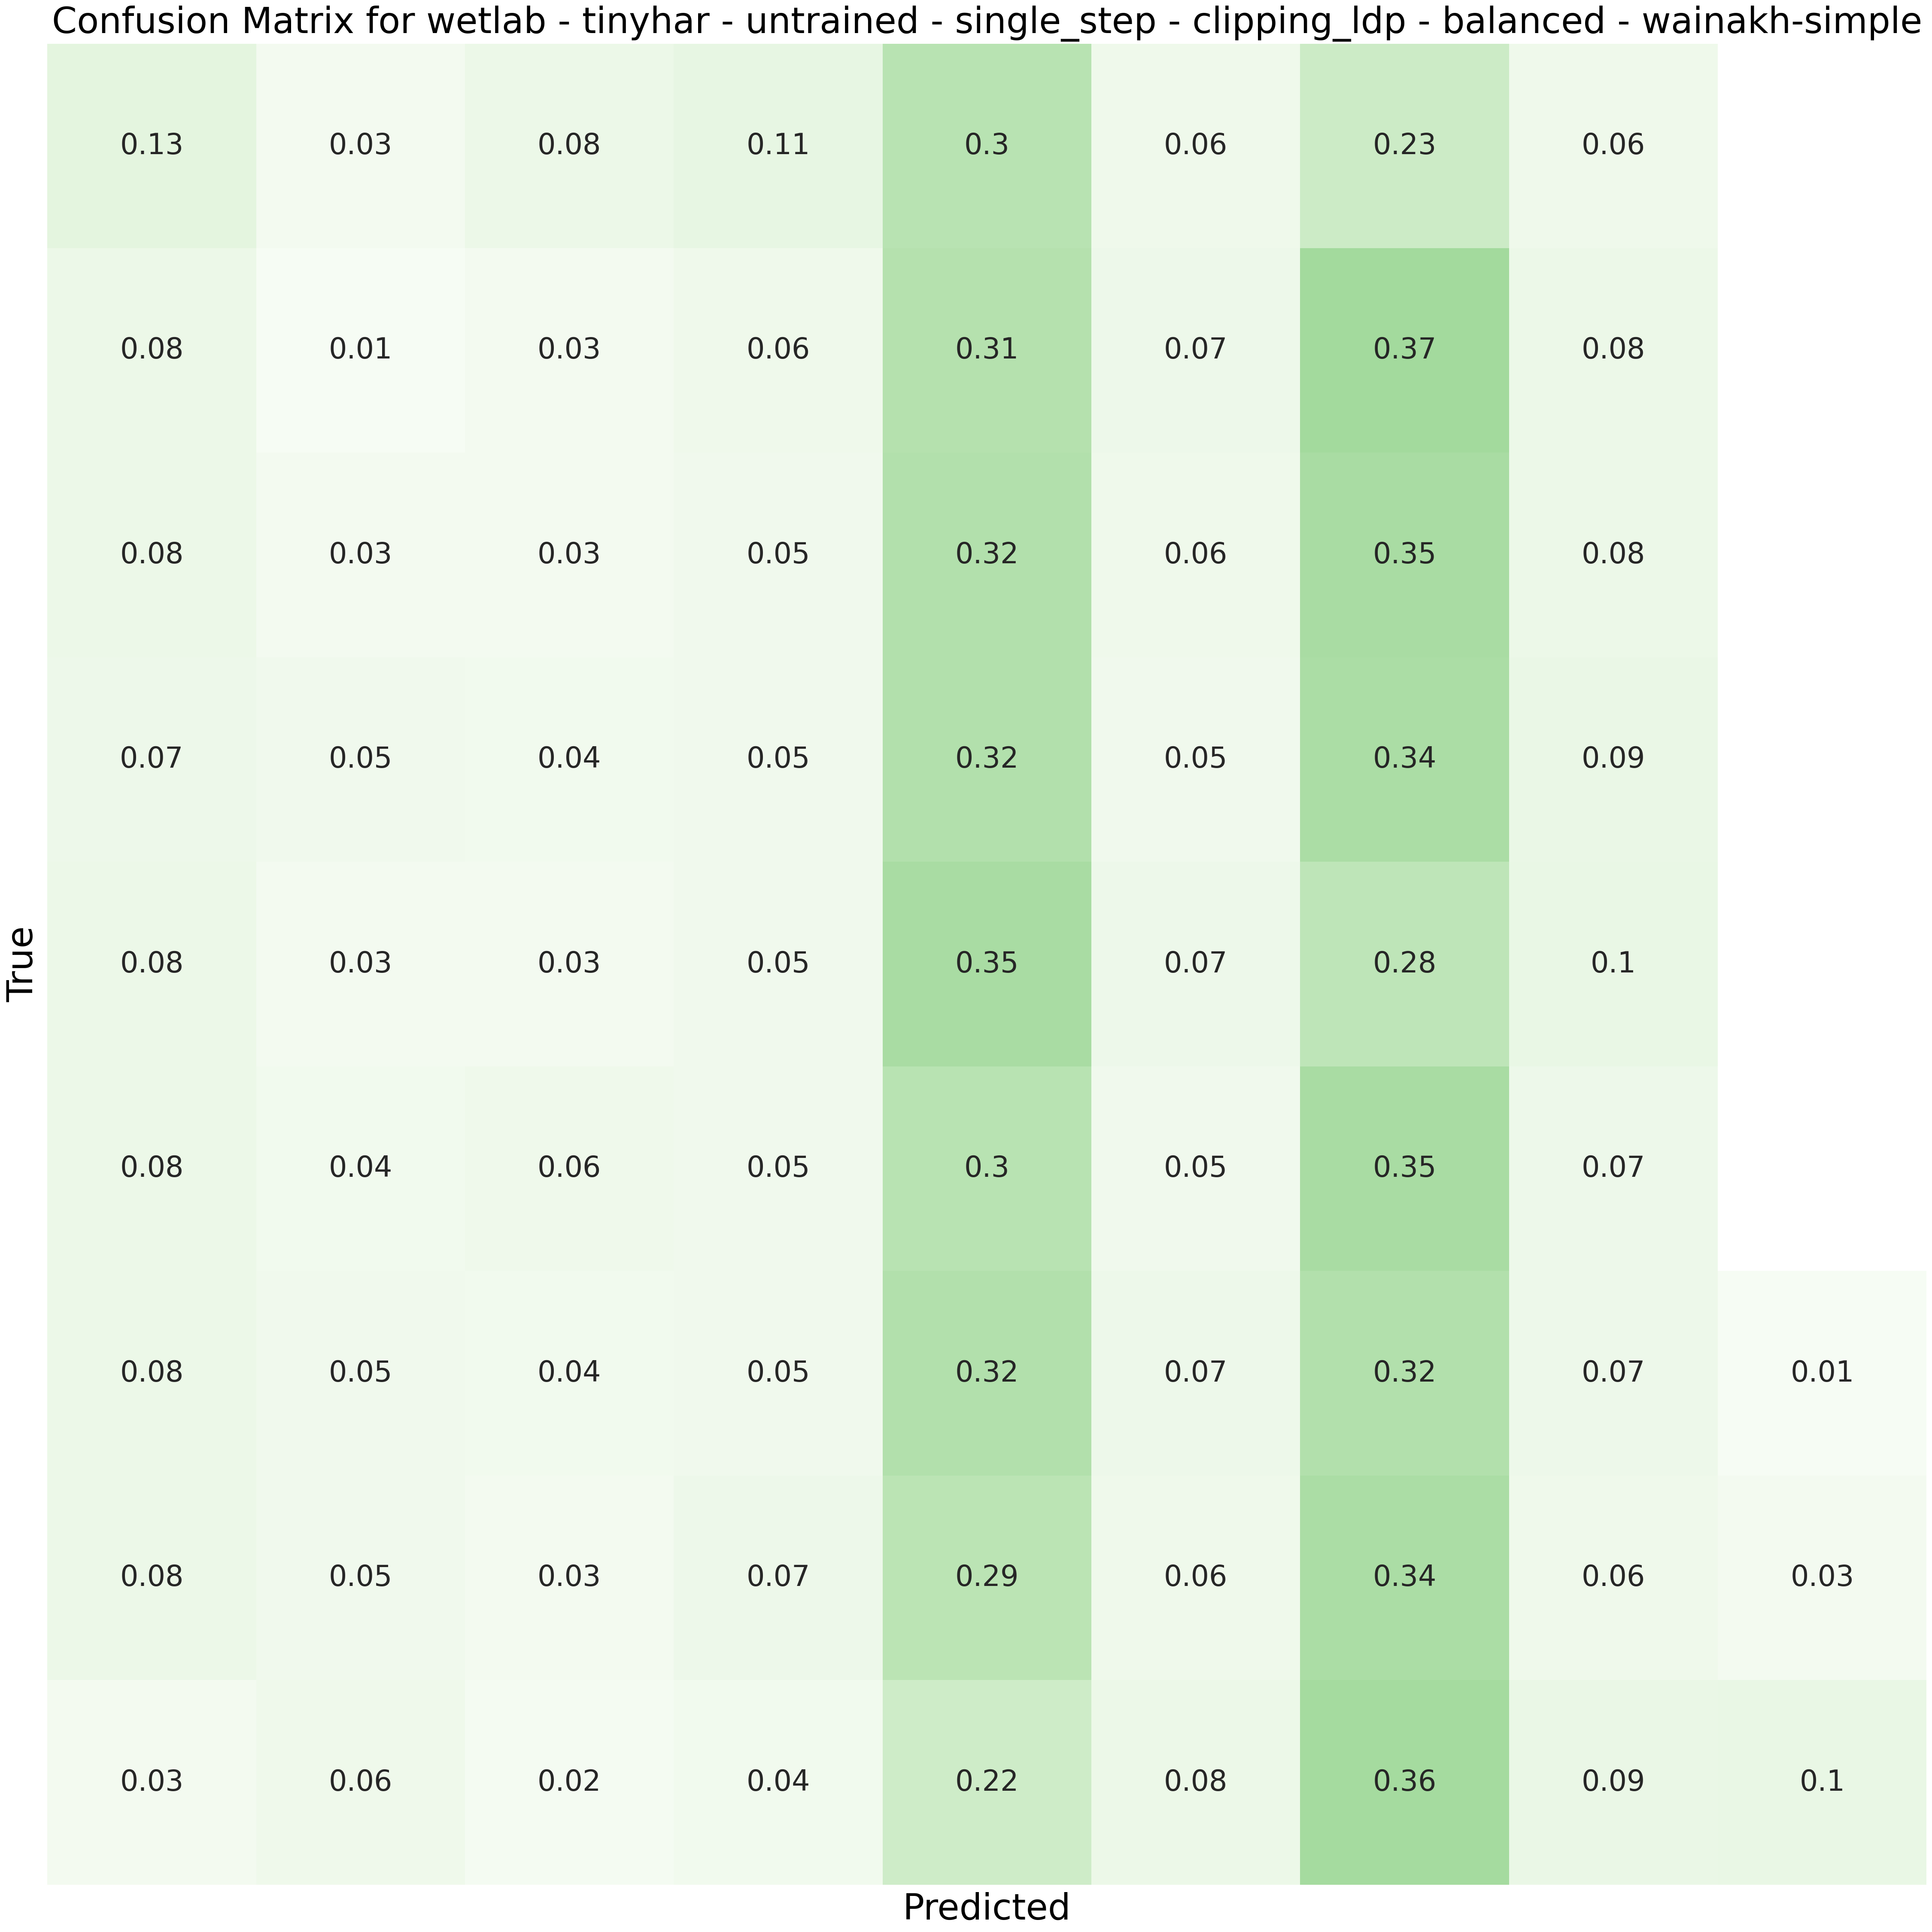 Confusion Matrix for wetlab - tinyhar - untrained - single_step - clipping_ldp - balanced - wainakh-simple
0.13 0.03 0.08 0.11 0.3 0.06 0.23 0.06
0.08 0.01 0.03 0.06 0.31 0.07 0.37 0.08
0.08 0.03 0.03 0.05 0.32 0.06 0.35 0.08
0.07 0.05 0.04 0.05 0.32 0.05 0.34 0.09
0.08 0.03 0.03 0.05 0.35 0.07 0.28 0.1
0.08 0.04 0.06 0.05 0.3 0.05 0.35 0.07
0.08 0.05 0.04 0.05 0.32 0.07 0.32 0.07 0.01
0.08 0.05 0.03 0.07 0.29 0.06 0.34 0.06 0.03
0.03 0.06 0.02 0.04 0.22 0.08 0.36 0.09 0.1
True
Predicted